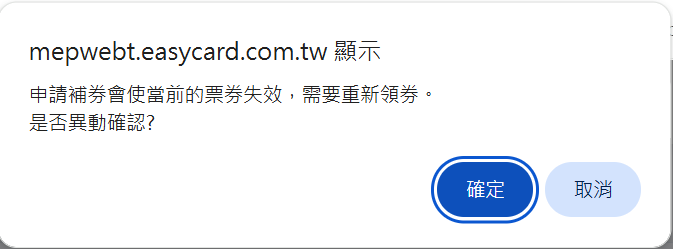 mepwebt.easycard.com.tw 顯示
申請補券會使當前的票券失效，需要重新領券。
是否異動確認?
確定
取消